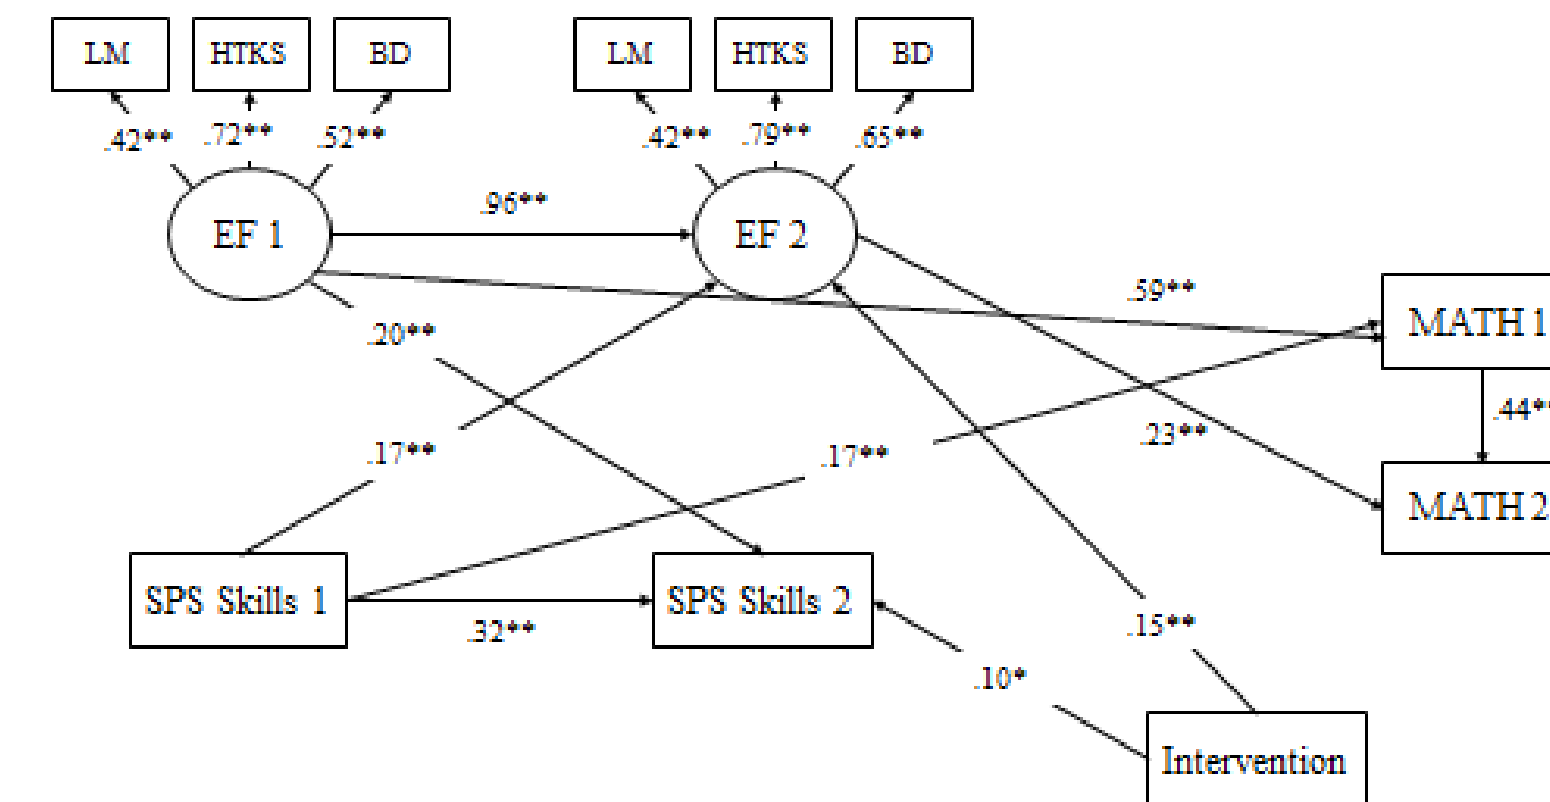 LM HTKS BD LM HTKS BD
.42** .72** .52** .42** .79** .65**
.96**
EF 1 EF 2
.59**
MATH 1
.20**
.44*
.23**
.17** .17**
MATH 2
SPS Skills 1 SPS Skills 2
.32** .15**
.10*
Intervention